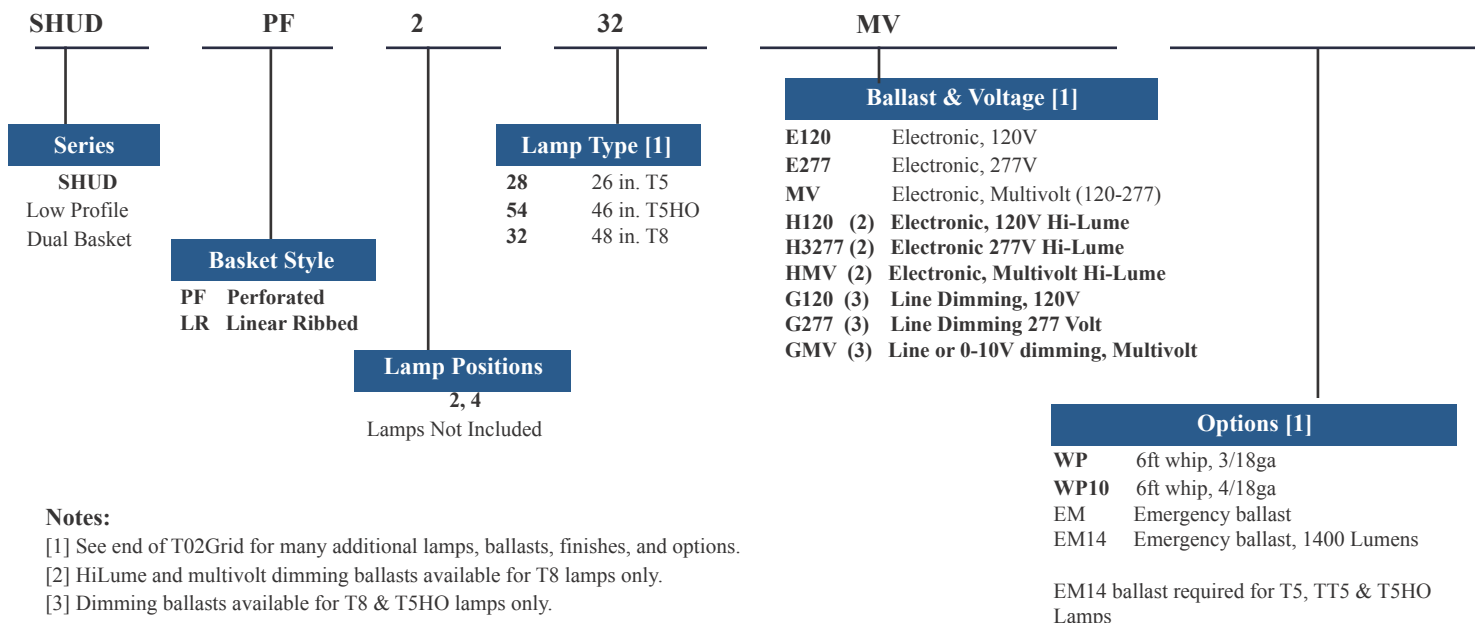 SHUD PF 2 32 MV
Series
SHUD
Low Profile
Dual Basket
Basket Style
PF Perforated
LR Linear Ribbed
Lamp Positions
2, 4
Lamps Not Included
Lamp Type [1]
28 26 in. T5
54 46 in. T5HO
32 48 in. T8
Ballast & Voltage [1]
E120 Electronic, 120V
E277 Electronic, 277V
MV Electronic, Multivolt (120-277)
H120 (2) Electronic, 120V Hi-Lume
H3277 (2) Electronic 277V Hi-Lume
HMV (2) Electronic, Multivolt Hi-Lume
G120 (3) Line Dimming, 120V
G277 (3) Line Dimming 277 Volt
GMV (3) Line or 0-10V dimming, Multivolt
Options [1]
WP 6ft whip, 3/18ga
WP10 6ft whip, 4/18ga
EM Emergency ballast
EM14 Emergency ballast, 1400 Lumens
EM14 ballast required for T5, TT5 & T5HO
Lamps
Notes:
[1] See end of T02Grid for many additional lamps, ballasts, finishes, and options.
[2] HiLume and multivolt dimming ballasts available for T8 lamps only.
[3] Dimming ballasts available for T8 & T5HO lamps only.